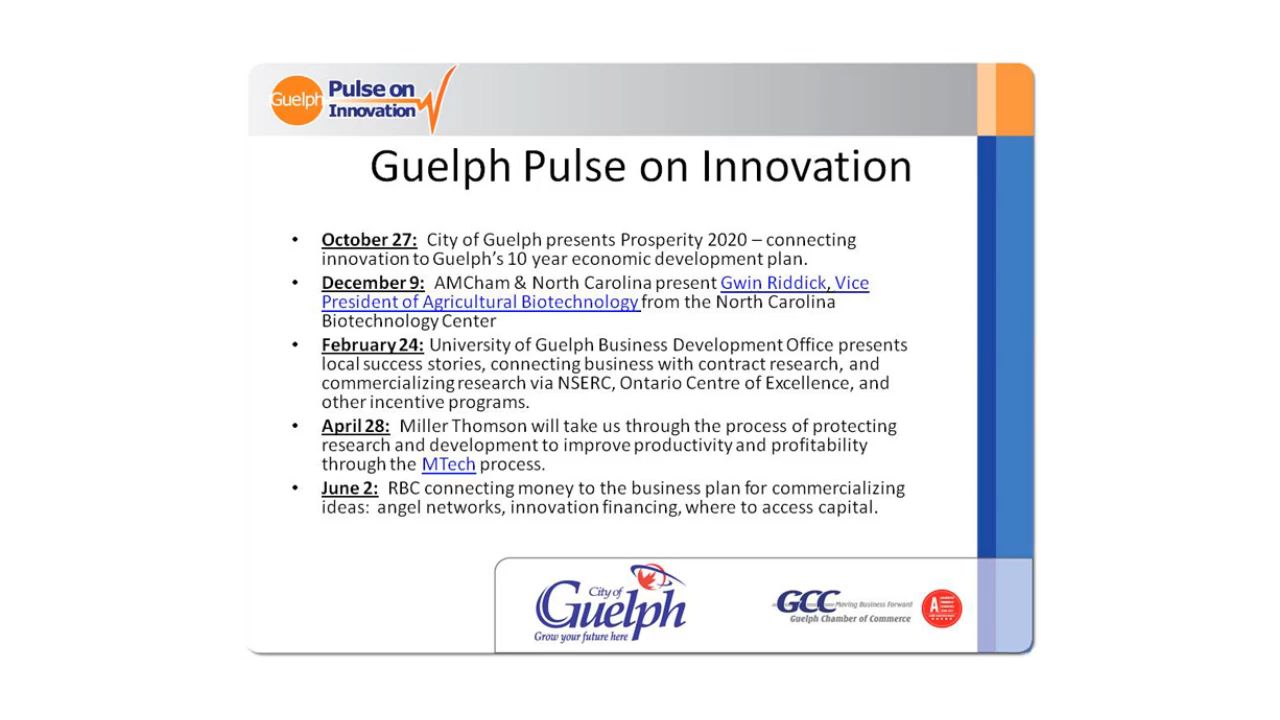 Guelph
Pulse on
Innovation
Guelph Pulse on Innovation
• October 27: City of Guelph presents Prosperity 2020 – connecting
innovation to Guelph's 10 year economic development plan.
• December 9: AMCham & North Carolina present Gwin Riddick, Vice
President of Agricultural Biotechnology from the North Carolina
Biotechnology Center
• February 24: University of Guelph Business Development Office presents
local success stories, connecting business with contract research, and
commercializing research via NSERC, Ontario Centre of Excellence, and
other incentive programs.
• April 28: Miller Thomson will take us through the process of protecting
research and development to improve productivity and profitability
through the MTech process.
• June 2: RBC connecting money to the business plan for commercializing
ideas: angel networks, innovation financing, where to access capital.
City of
Guelph
Grow your future here
GCC Moving Business Forward
Guelph Chamber of Commerce
A